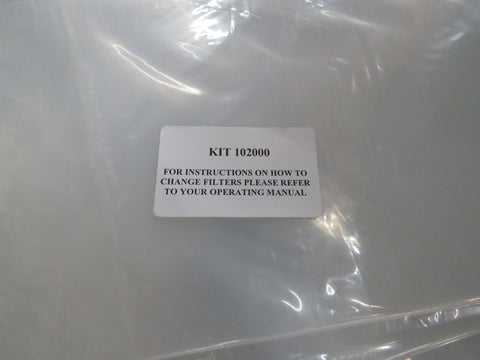 KIT 102000
FOR INSTRUCTIONS ON HOW TO
CHANGE FILTERS PLEASE REFER
TO YOUR OPERATING MANUAL